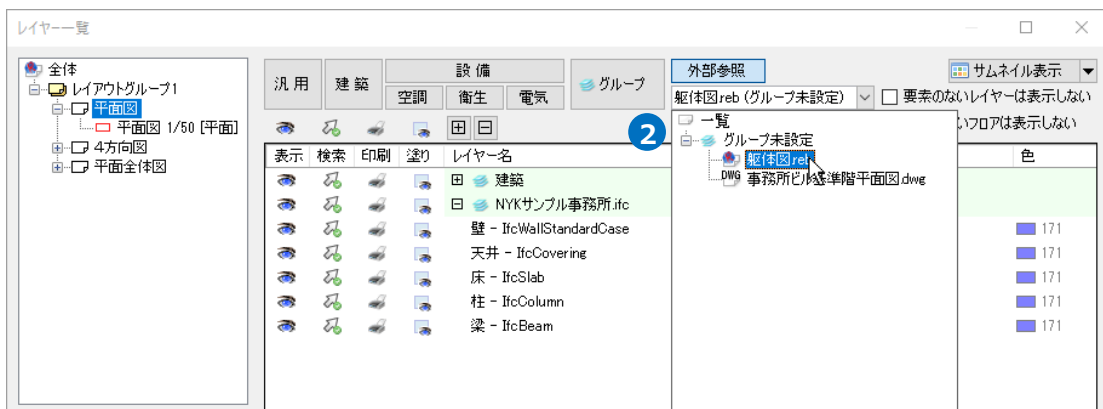 レイヤー一覧
全体
レイアウトグループ1
平面図
平面図 1/50 [平面]
4方向図
平面全体図
汎用
建築
設備
空調
衛生
電気
グループ
外部参照
サムネイル表示
躯体図.reb (グループ未設定)
要素のないレイヤーは表示しない
いフロアは表示しない
2
一覧
グループ未設定
躯体図.reb
DWG 事務所ビル基準階平面図.dwg
表示 検索 印刷 塗り レイヤー名 色
建築
NYKサンプル事務所.ifc
壁 - IfcWallStandardCase 171
天井 - IfcCovering 171
床 - IfcSlab 171
柱 - IfcColumn 171
梁 - IfcBeam 171